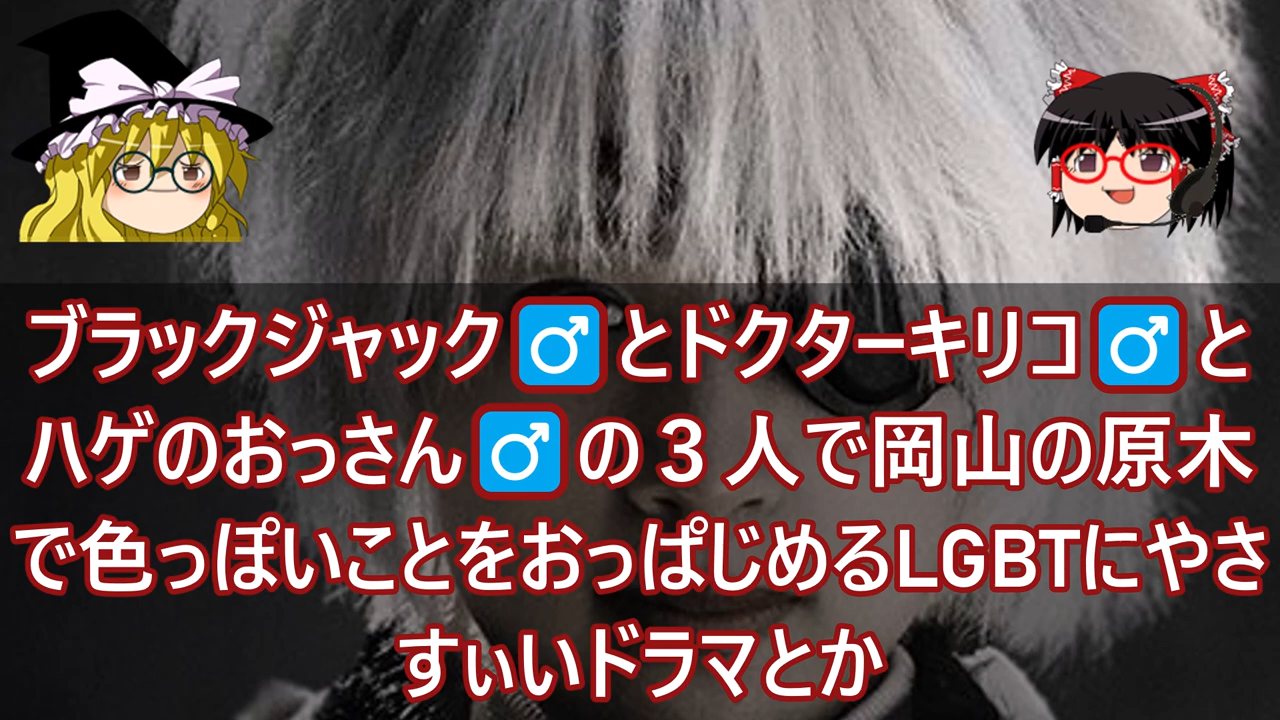 ブラックジャック♂とドクターキリコ♂と
ハゲのおっさん♂の３人で岡山の原木
で色っぽいことをおっぱじめるLGBTにやさ
すぃいドラマとか